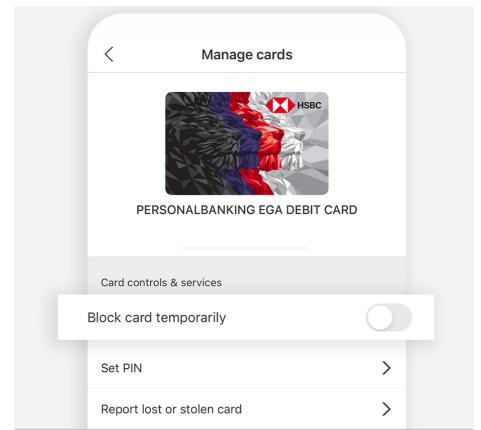 Manage cards
HSBC
PERSONALBANKING EGA DEBIT CARD
Card controls & services
Block card temporarily
Set PIN
Report lost or stolen card